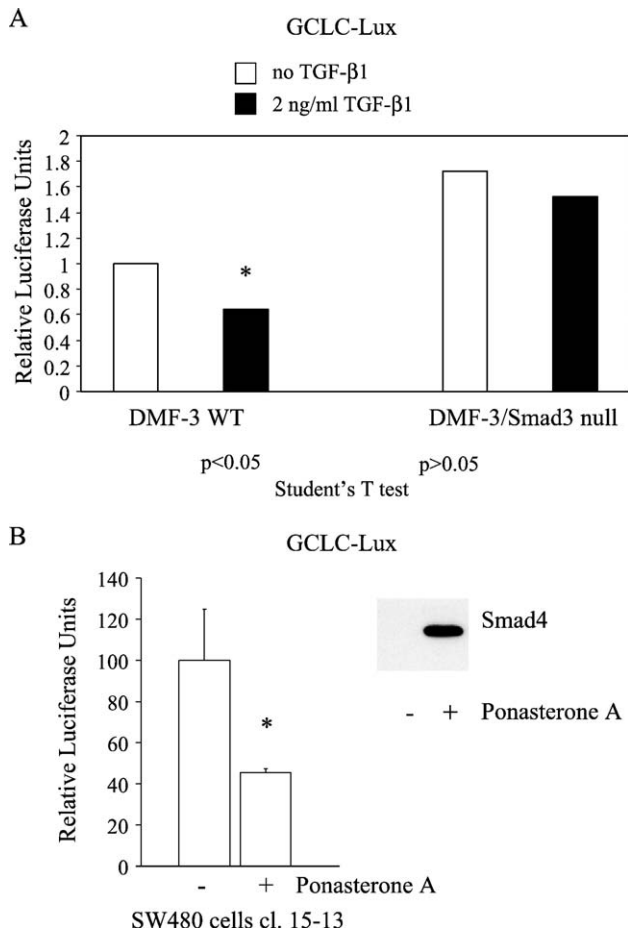 A
GCLC-Lux
no TGF-β1
2 ng/ml TGF-β1
Relative Luciferase Units
2
1.8
1.6
1.4
1.2
1
0.8
0.6
0.4
0.2
0
*
DMF-3 WT DMF-3/Smad3 null
p<0.05 p>0.05
Student's T test
B
GCLC-Lux
Relative Luciferase Units
140
120
100
80
60
40
20
0
*
- + Ponasterone A
SW480 cells cl. 15-13
Smad4
- + Ponasterone A